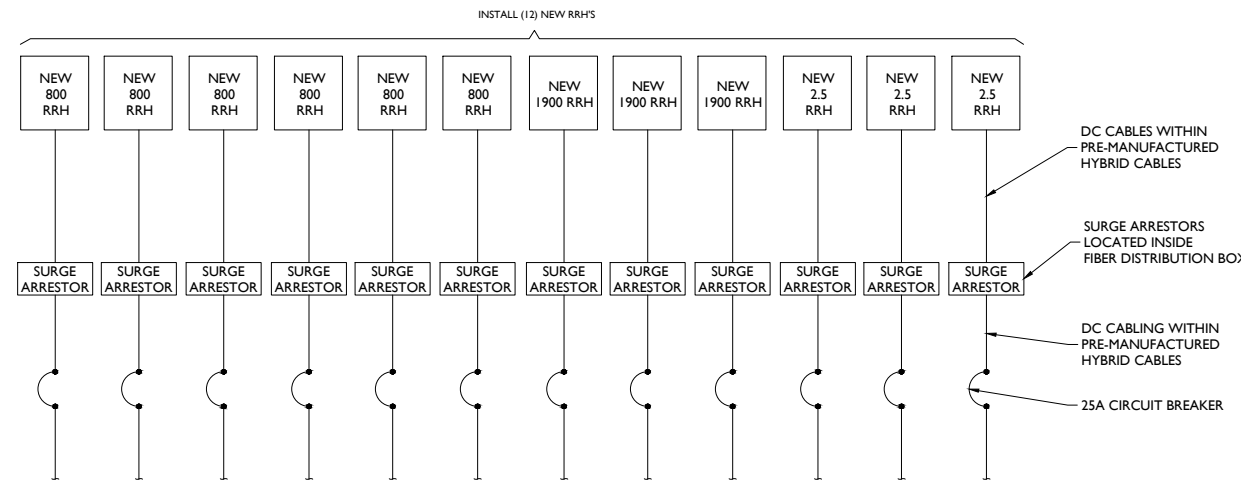 INSTALL (12) NEW RRH'S
NEW
800
RRH
NEW
800
RRH
NEW
800
RRH
NEW
800
RRH
NEW
800
RRH
NEW
800
RRH
NEW
1900 RRH
NEW
1900 RRH
NEW
1900 RRH
NEW
2.5
RRH
NEW
2.5
RRH
NEW
2.5
RRH
DC CABLES WITHIN
PRE-MANUFACTURED
HYBRID CABLES
SURGE ARRESTORS
LOCATED INSIDE
FIBER DISTRIBUTION BOX
SURGE
ARRESTOR
SURGE
ARRESTOR
SURGE
ARRESTOR
SURGE
ARRESTOR
SURGE
ARRESTOR
SURGE
ARRESTOR
SURGE
ARRESTOR
SURGE
ARRESTOR
SURGE
ARRESTOR
SURGE
ARRESTOR
SURGE
ARRESTOR
SURGE
ARRESTOR
DC CABLING WITHIN
PRE-MANUFACTURED
HYBRID CABLES
25A CIRCUIT BREAKER